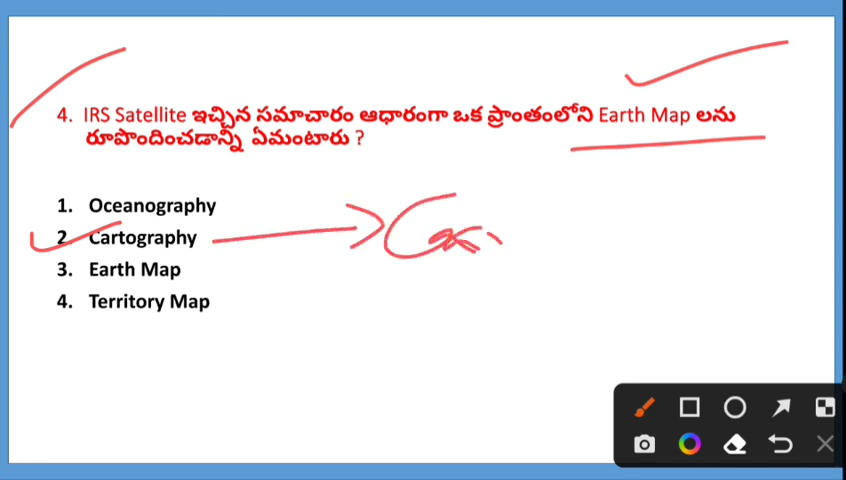 4. IRS Satellite ఇచ్చిన సమాచారం ఆధారంగా ఒక ప్రాంతంలోని Earth Map లను
రూపొందించడాన్ని ఏమంటారు ?
1. Oceanography
2. Cartography
3. Earth Map
4. Territory Map